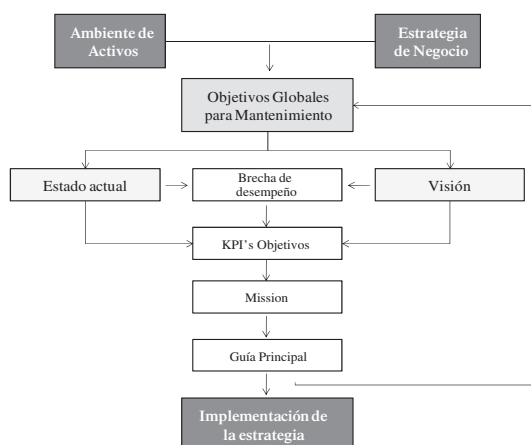 Ambiente de
Activos
Estrategia
de Negocio
Objetivos Globales
para Mantenimiento
Estado actual
Brecha de
desempeño
Visión
KPI's Objetivos
Mission
Guía Principal
Implementación de
la estrategia